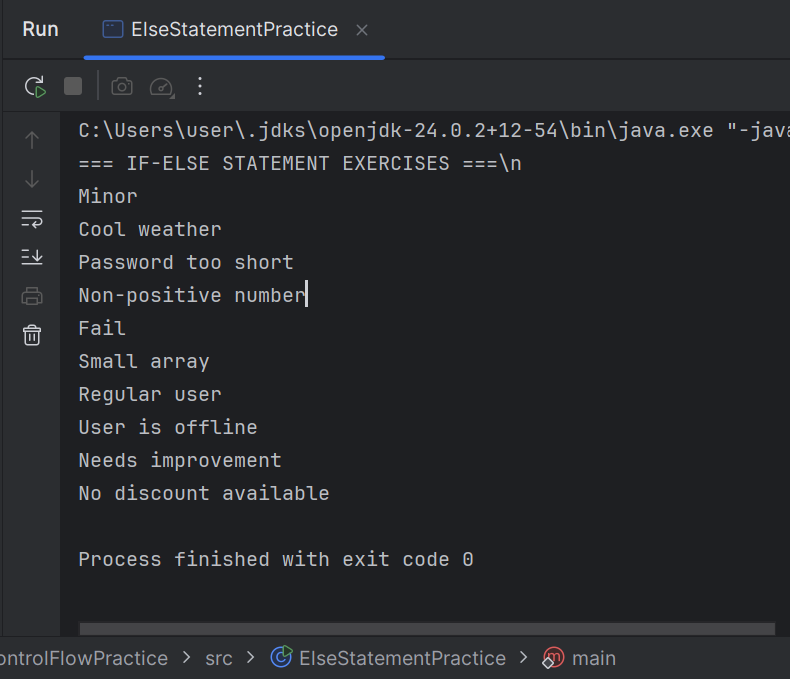 Run ElseStatementPractice
C:\Users\user\.jdks\openjdk-24.0.2+12-54\bin\java.exe "-java
=== IF-ELSE STATEMENT EXERCISES ===\n
Minor
Cool weather
Password too short
Non-positive number
Fail
Small array
Regular user
User is offline
Needs improvement
No discount available
Process finished with exit code 0
ontrolFlowPractice > src > ElseStatementPractice > main